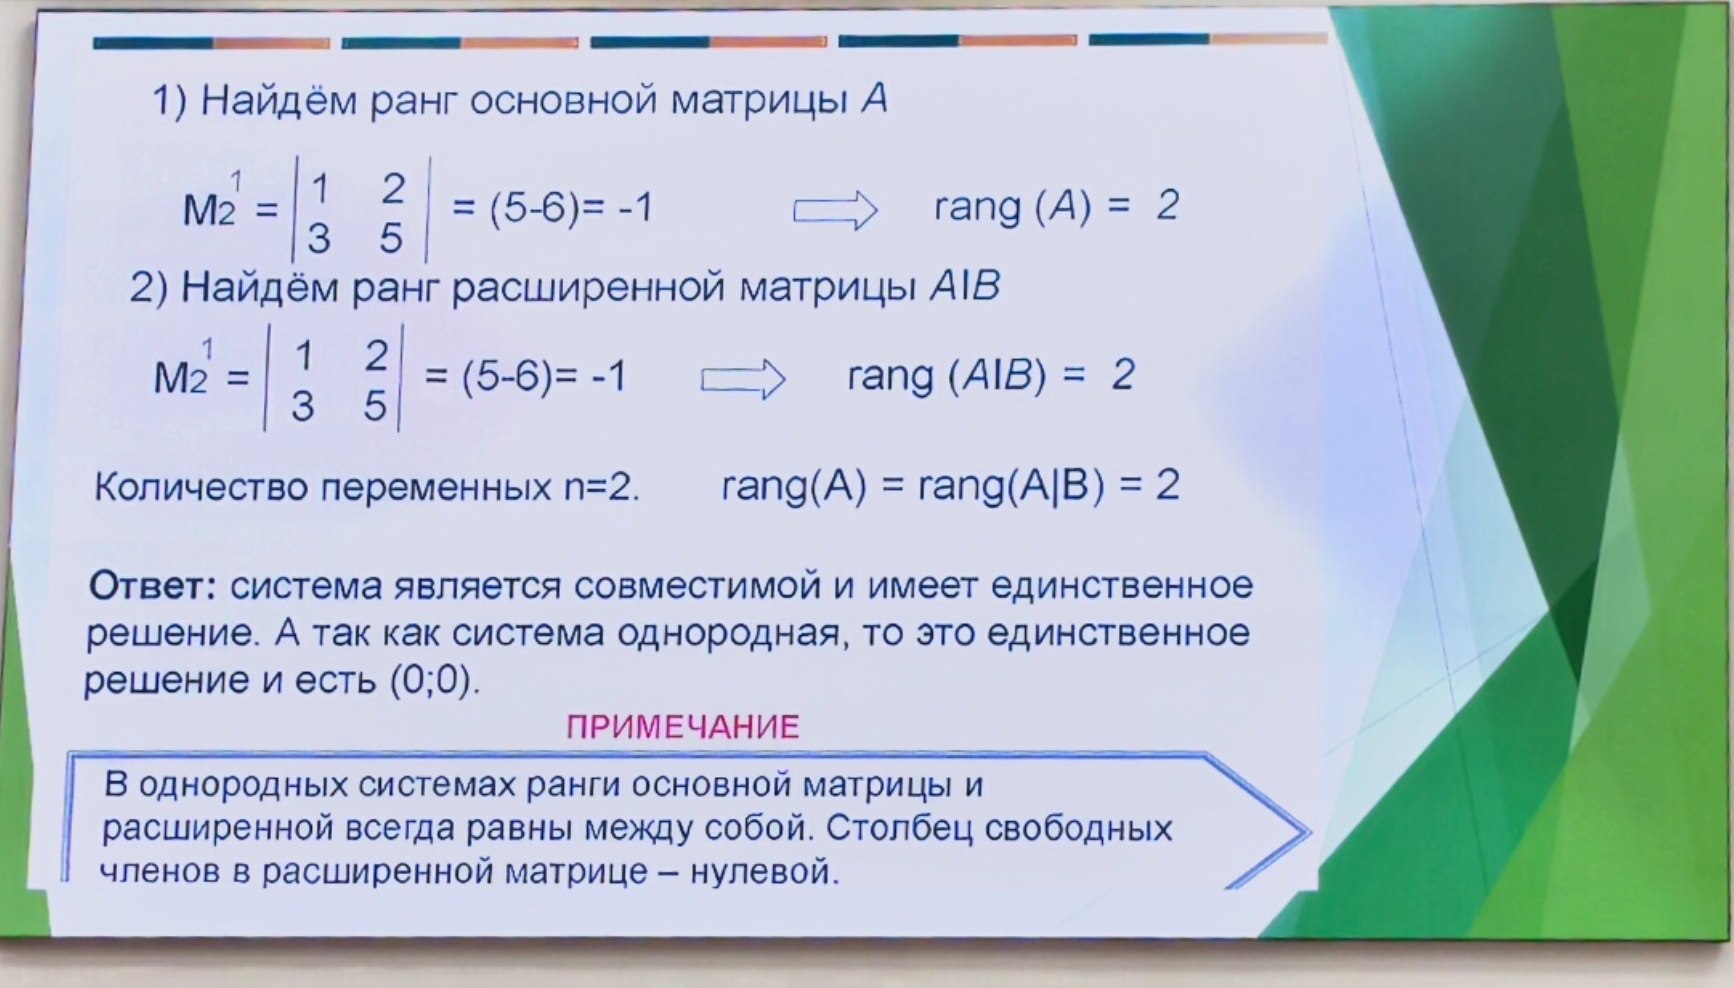 1) Найдём ранг основной матрицы A
M2¹ = | 1 2 | = (5-6)= -1 ⇨ rang (A) = 2
| 3 5 |
2) Найдём ранг расширенной матрицы A|B
M2¹ = | 1 2 | = (5-6)= -1 ⇨ rang (A|B) = 2
| 3 5 |
Количество переменных n=2. rang(A) = rang(A|B) = 2
Ответ: система является совместимой и имеет единственное
решение. А так как система однородная, то это единственное
решение и есть (0;0).
ПРИМЕЧАНИЕ
В однородных системах ранги основной матрицы и
расширенной всегда равны между собой. Столбец свободных
членов в расширенной матрице – нулевой.